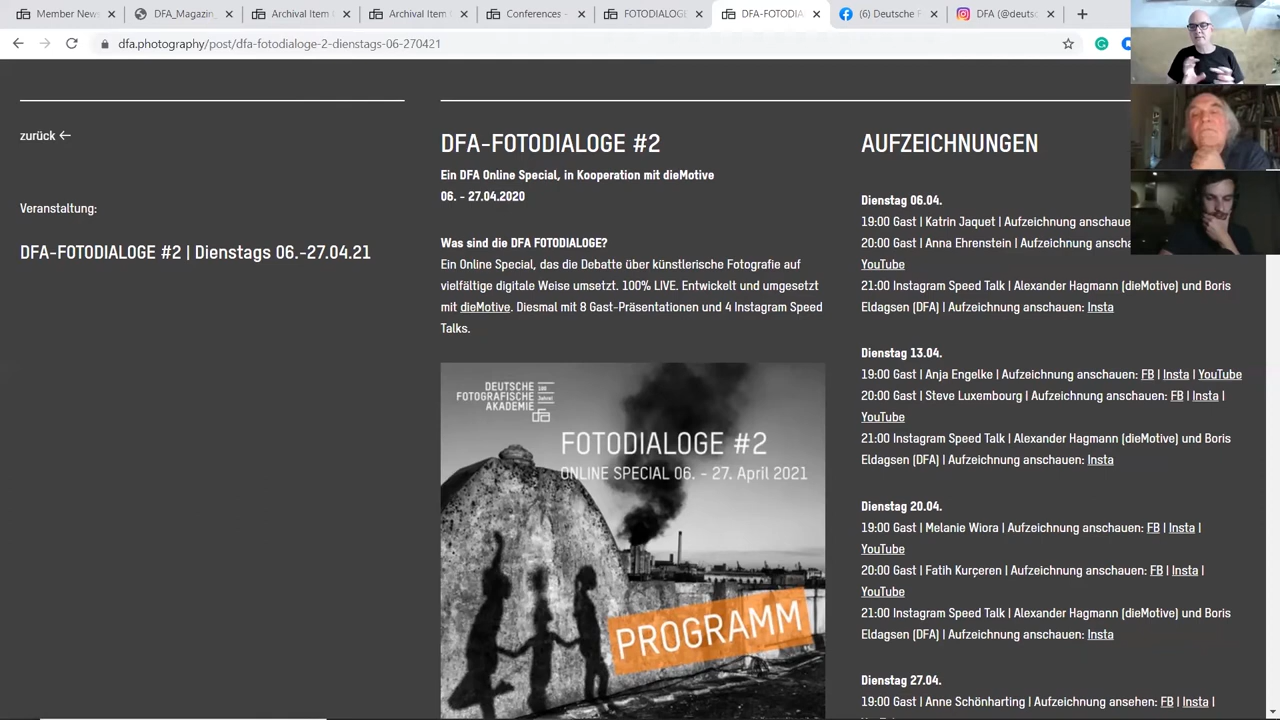 Member News
DFA_Magazin_
Archival Item
Archival Item
Conferences -
FOTODIALOGE
DFA-FOTODIA
(6) Deutsche F
DFA (@deutsc
dfa.photography/post/dfa-fotodialoge-2-dienstags-06-270421
zurück ←
Veranstaltung:
DFA-FOTODIALOGE #2 | Dienstags 06.-27.04.21
DFA-FOTODIALOGE #2
Ein DFA Online Special, in Kooperation mit dieMotive
06. - 27.04.2020
Was sind die DFA FOTODIALOGE?
Ein Online Special, das die Debatte über künstlerische Fotografie auf
vielfältige digitale Weise umsetzt. 100% LIVE. Entwickelt und umgesetzt
mit dieMotive. Diesmal mit 8 Gast-Präsentationen und 4 Instagram Speed
Talks.
DEUTSCHE
FOTOGRAFISCHE
AKADEMIE
FOTODIALOGE #2
ONLINE SPECIAL 06. - 27. April 2021
PROGRAMM
AUFZEICHNUNGEN
Dienstag 06.04.
19:00 Gast | Katrin Jaquet | Aufzeichnung anschaue
20:00 Gast | Anna Ehrenstein | Aufzeichnung anscha
YouTube
21:00 Instagram Speed Talk | Alexander Hagmann (dieMotive) und Boris
Eldagsen (DFA) | Aufzeichnung anschauen: Insta
Dienstag 13.04.
19:00 Gast | Anja Engelke | Aufzeichnung anschauen: FB | Insta | YouTube
20:00 Gast | Steve Luxembourg | Aufzeichnung anschauen: FB | Insta |
YouTube
21:00 Instagram Speed Talk | Alexander Hagmann (dieMotive) und Boris
Eldagsen (DFA) | Aufzeichnung anschauen: Insta
Dienstag 20.04.
19:00 Gast | Melanie Wiora | Aufzeichnung anschauen: FB | Insta |
YouTube
20:00 Gast | Fatih Kurçeren | Aufzeichnung anschauen: FB | Insta |
YouTube
21:00 Instagram Speed Talk | Alexander Hagmann (dieMotive) und Boris
Eldagsen (DFA) | Aufzeichnung anschauen: Insta
Dienstag 27.04.
19:00 Gast | Anne Schönharting | Aufzeichnung ansehen: FB | Insta |